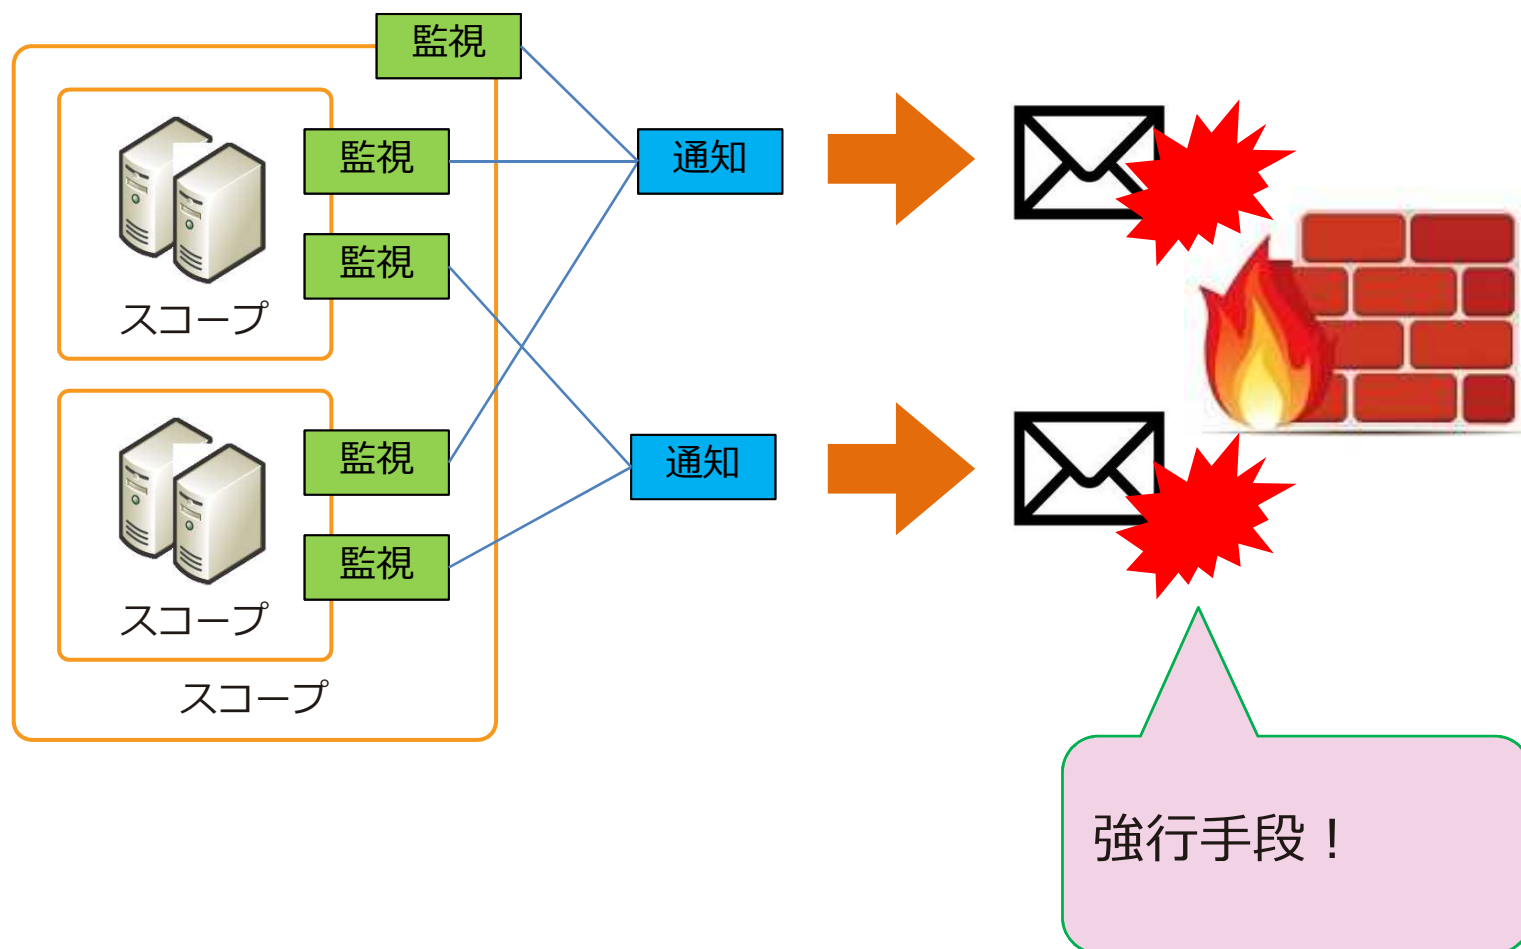 監視
監視
通知
監視
スコープ
監視
通知
監視
スコープ
スコープ
強行手段！